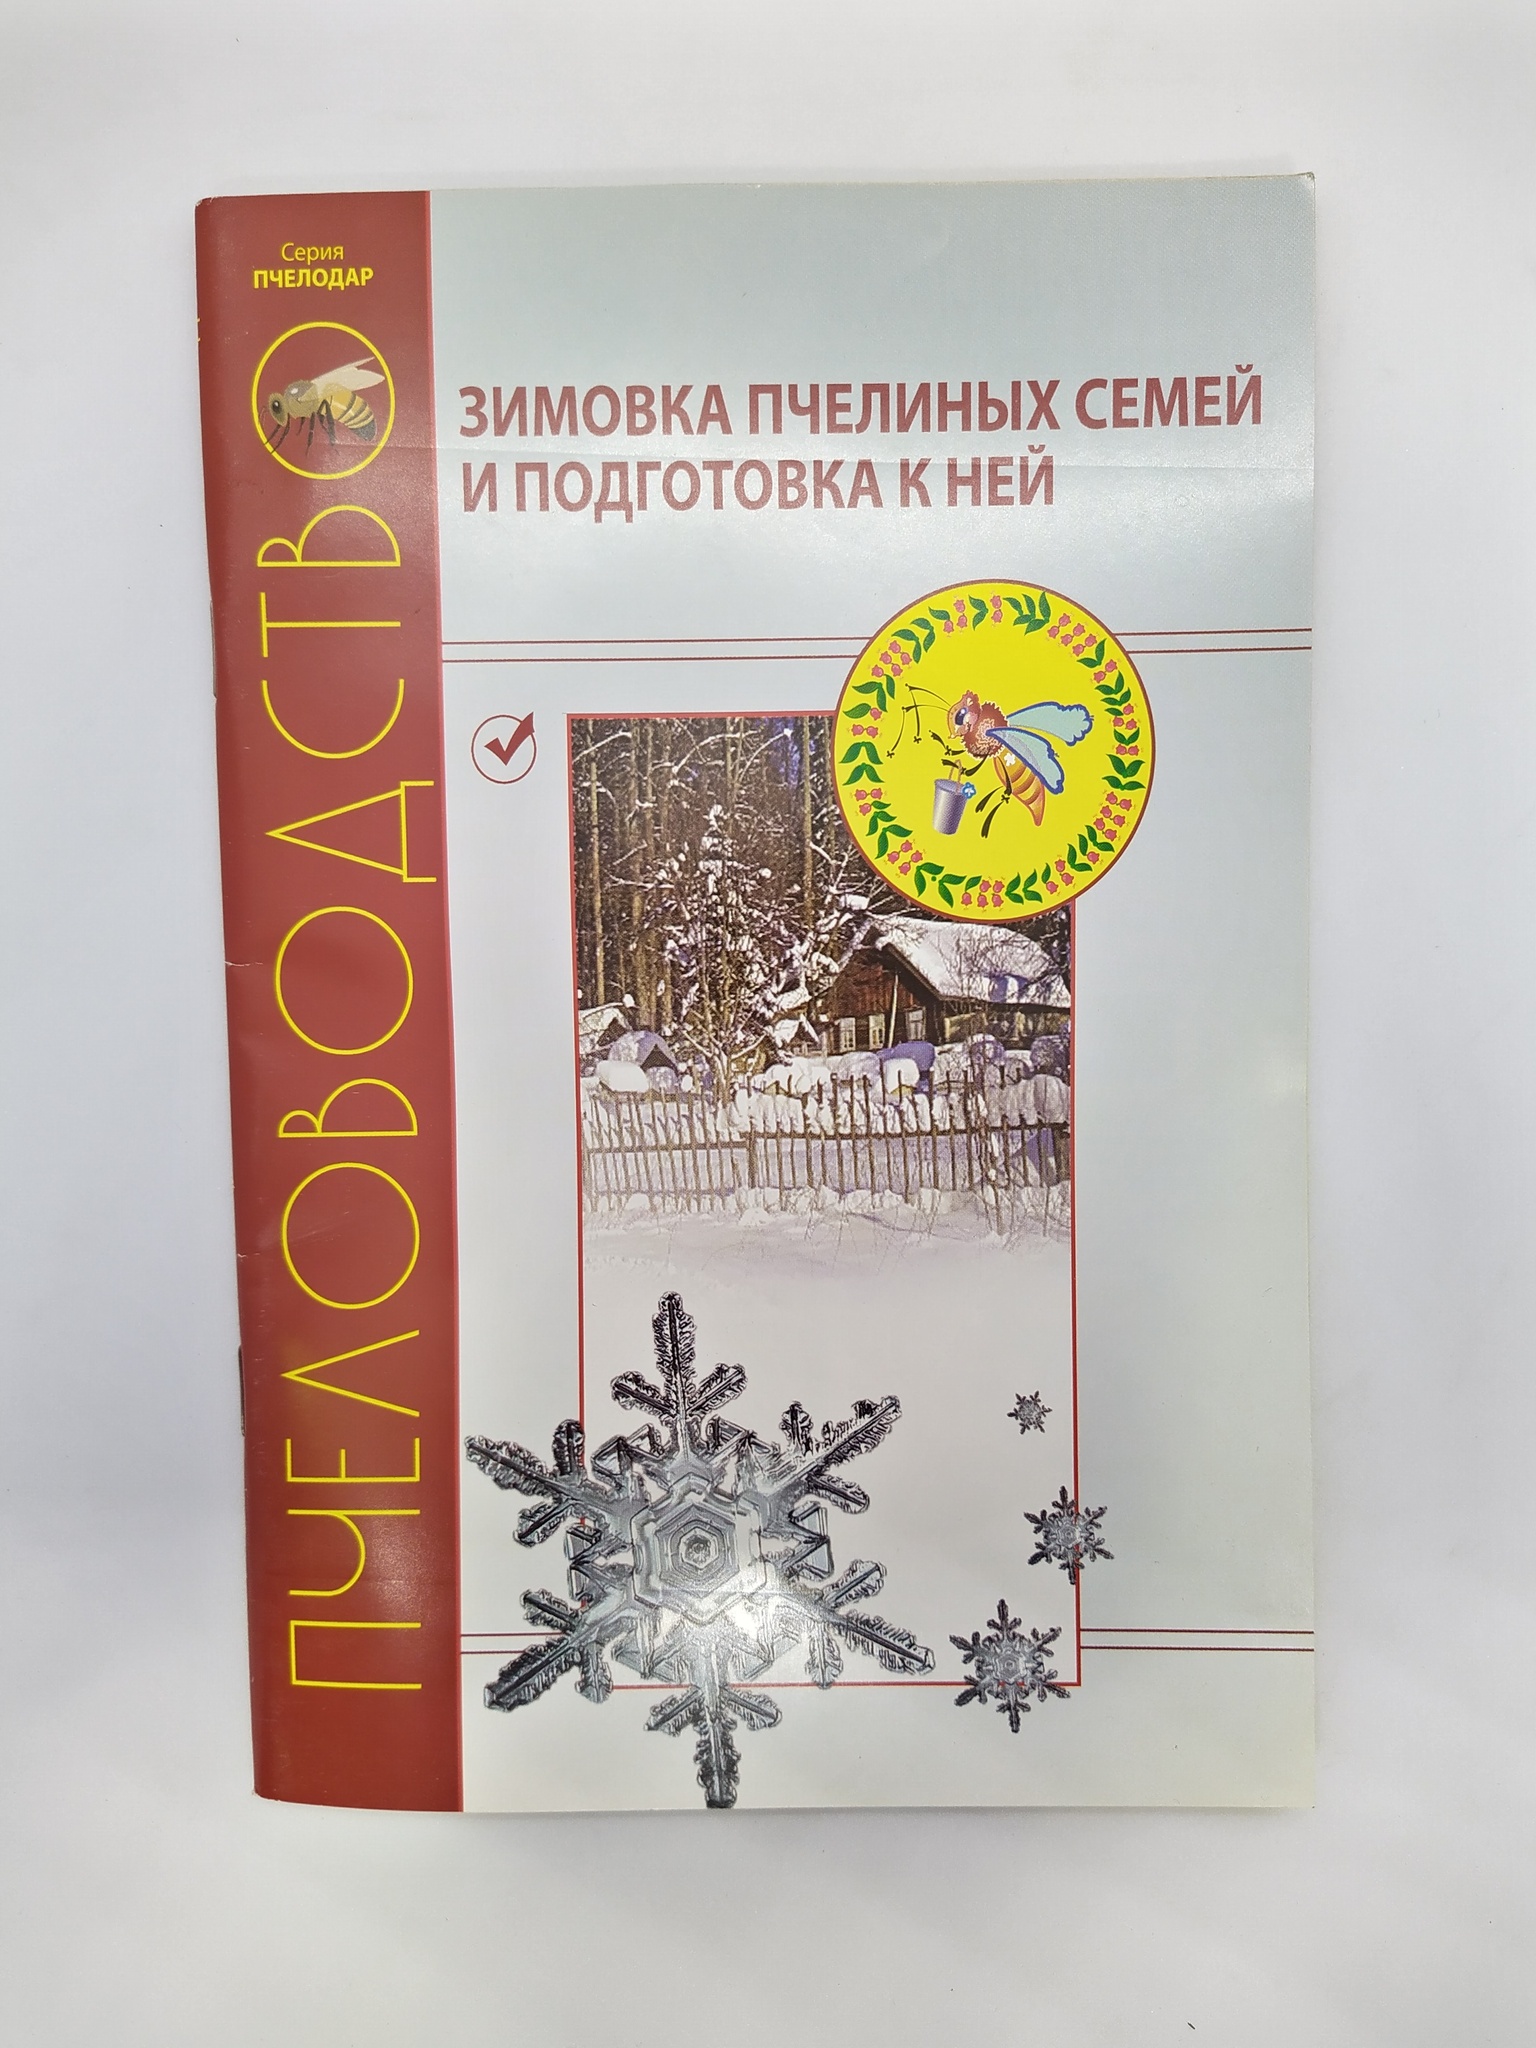 Серия
ПЧЕЛОДАР
ПЧЕЛОВОДСТВО
ЗИМОВКА ПЧЕЛИНЫХ СЕМЕЙ
И ПОДГОТОВКА К НЕЙ